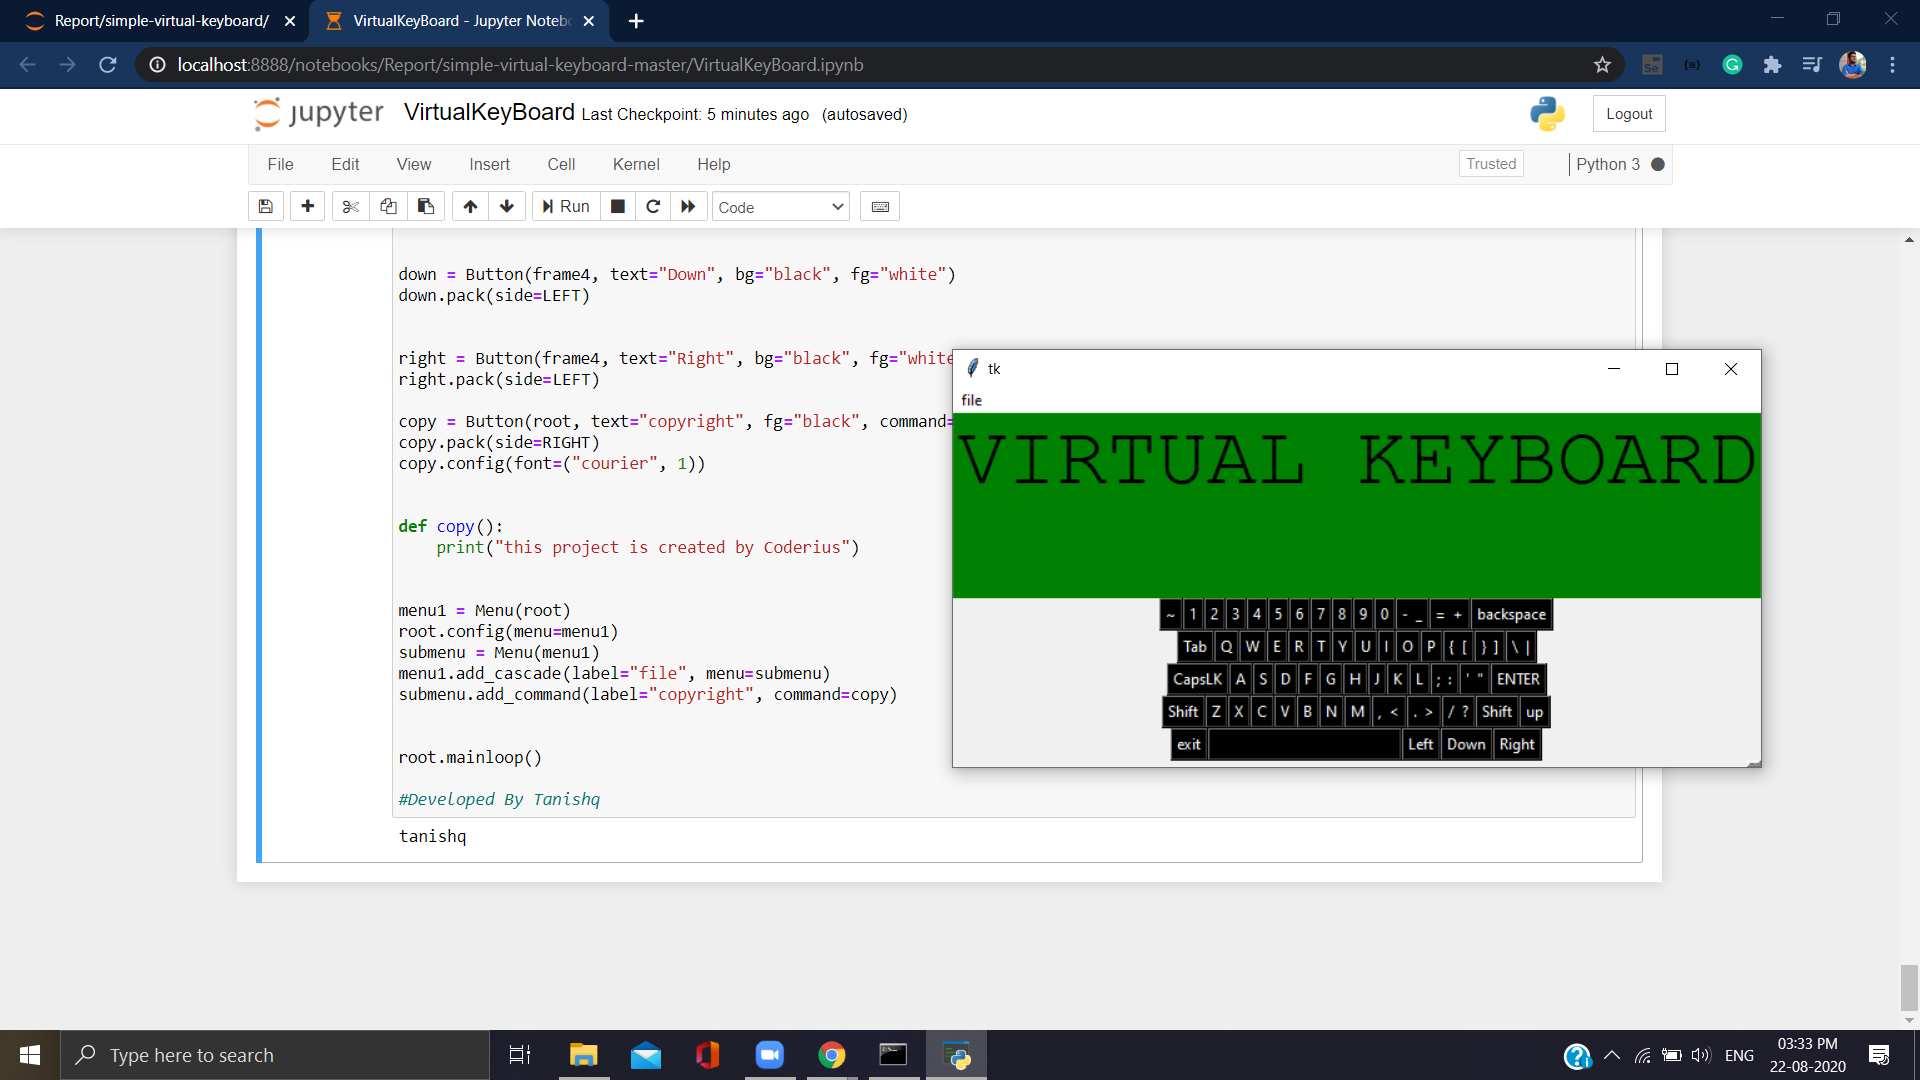 Report/simple-virtual-keyboard/
VirtualKeyBoard - Jupyter Noteb
localhost:8888/notebooks/Report/simple-virtual-keyboard-master/VirtualKeyBoard.ipynb
jupyter VirtualKeyBoard Last Checkpoint: 5 minutes ago (autosaved)
Logout
File Edit View Insert Cell Kernel Help
Trusted
Python 3
Run
Code
down = Button(frame4, text="Down", bg="black", fg="white")
down.pack(side=LEFT)
right = Button(frame4, text="Right", bg="black", fg="white
right.pack(side=LEFT)
copy = Button(root, text="copyright", fg="black", command=
copy.pack(side=RIGHT)
copy.config(font=("courier", 1))
def copy():
    print("this project is created by Coderius")
menu1 = Menu(root)
root.config(menu=menu1)
submenu = Menu(menu1)
menu1.add_cascade(label="file", menu=submenu)
submenu.add_command(label="copyright", command=copy)
root.mainloop()
#Developed By Tanishq
tanishq
tk
file
VIRTUAL KEYBOARD
~ 1 2 3 4 5 6 7 8 9 0 - _ = + backspace
Tab Q W E R T Y U I O P { [ } ] \ |
CapsLK A S D F G H J K L ; : ' " ENTER
Shift Z X C V B N M , < . > / ? Shift up
exit Left Down Right
Type here to search
ENG
03:33 PM
22-08-2020